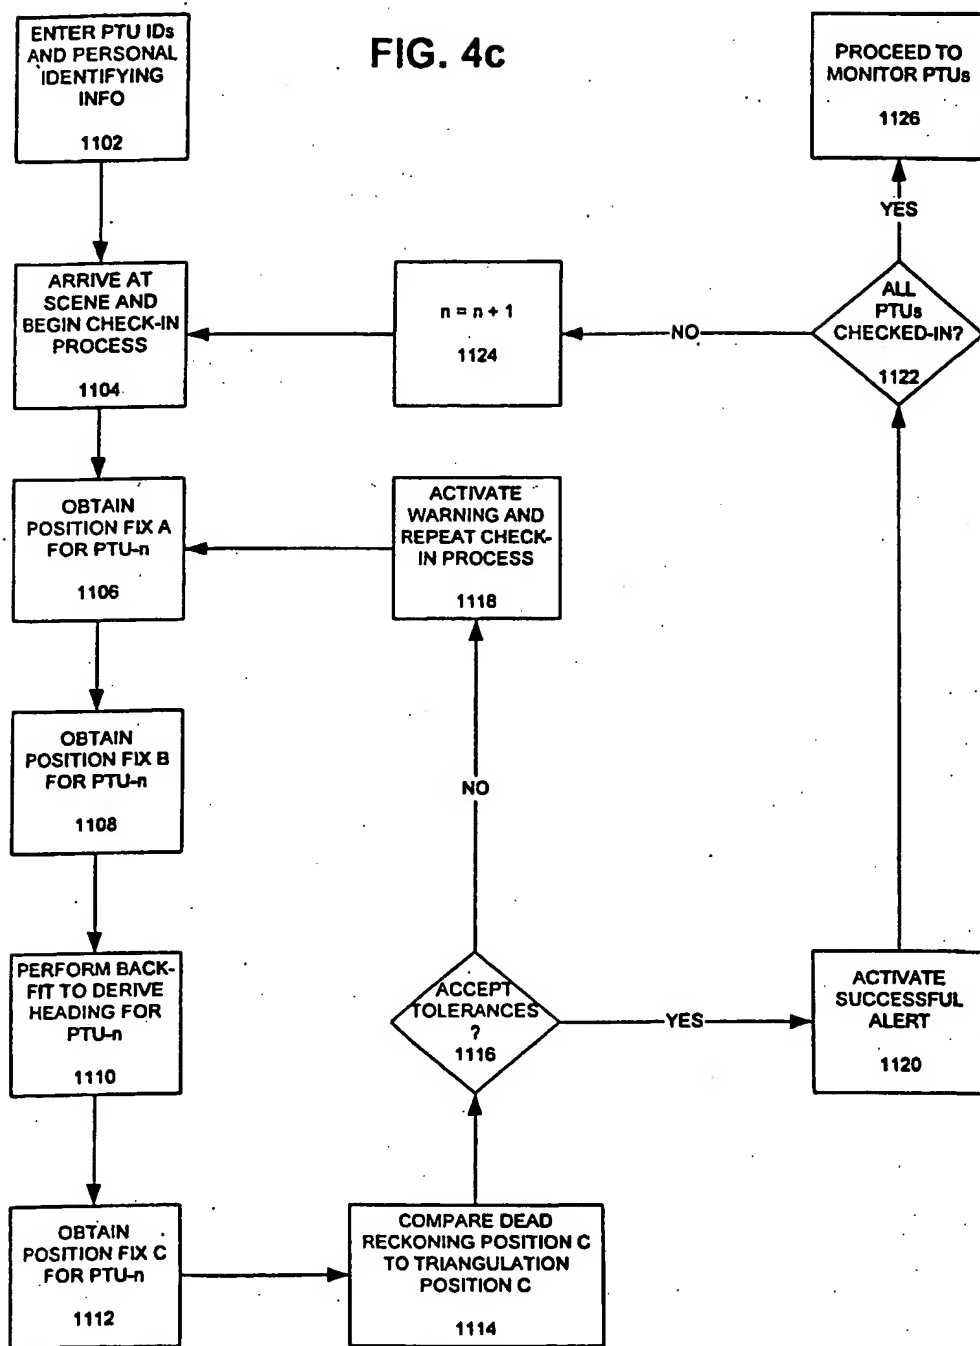 FIG. 4c
ENTER PTU IDs
AND PERSONAL
IDENTIFYING
INFO
1102
PROCEED TO
MONITOR PTUs
1126
YES
ARRIVE AT
SCENE AND
BEGIN CHECK-IN
PROCESS
1104
n = n + 1
1124
NO
ALL
PTUs
CHECKED-IN?
1122
OBTAIN
POSITION FIX A
FOR PTU-n
1106
ACTIVATE
WARNING AND
REPEAT CHECK-
IN PROCESS
1118
OBTAIN
POSITION FIX B
FOR PTU-n
1108
NO
PERFORM BACK-
FIT TO DERIVE
HEADING FOR
PTU-n
1110
ACCEPT
TOLERANCES
?
1116
YES
ACTIVATE
SUCCESSFUL
ALERT
1120
OBTAIN
POSITION FIX C
FOR PTU-n
1112
COMPARE DEAD
RECKONING POSITION C
TO TRIANGULATION
POSITION C
1114